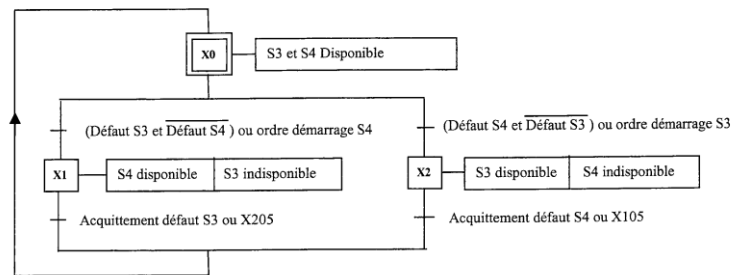 X0
S3 et S4 Disponible
(Défaut S3 et Défaut S4 ) ou ordre démarrage S4
(Défaut S4 et Défaut S3 ) ou ordre démarrage S3
X1
S4 disponible
S3 indisponible
X2
S3 disponible
S4 indisponible
Acquittement défaut S3 ou X205
Acquittement défaut S4 ou X105